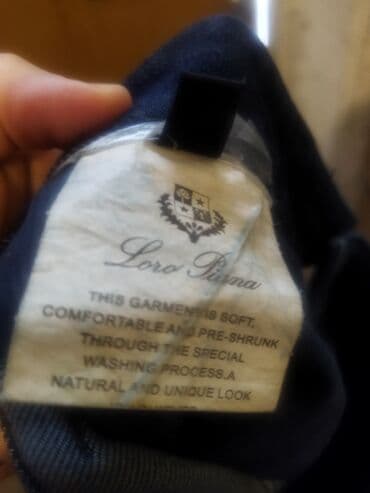 Loro Piana
THIS GARMENT IS SOFT,
COMFORTABLE AND PRE-SHRUNK
THROUGH THE SPECIAL
WASHING PROCESS.A
NATURAL AND UNIQUE LOOK